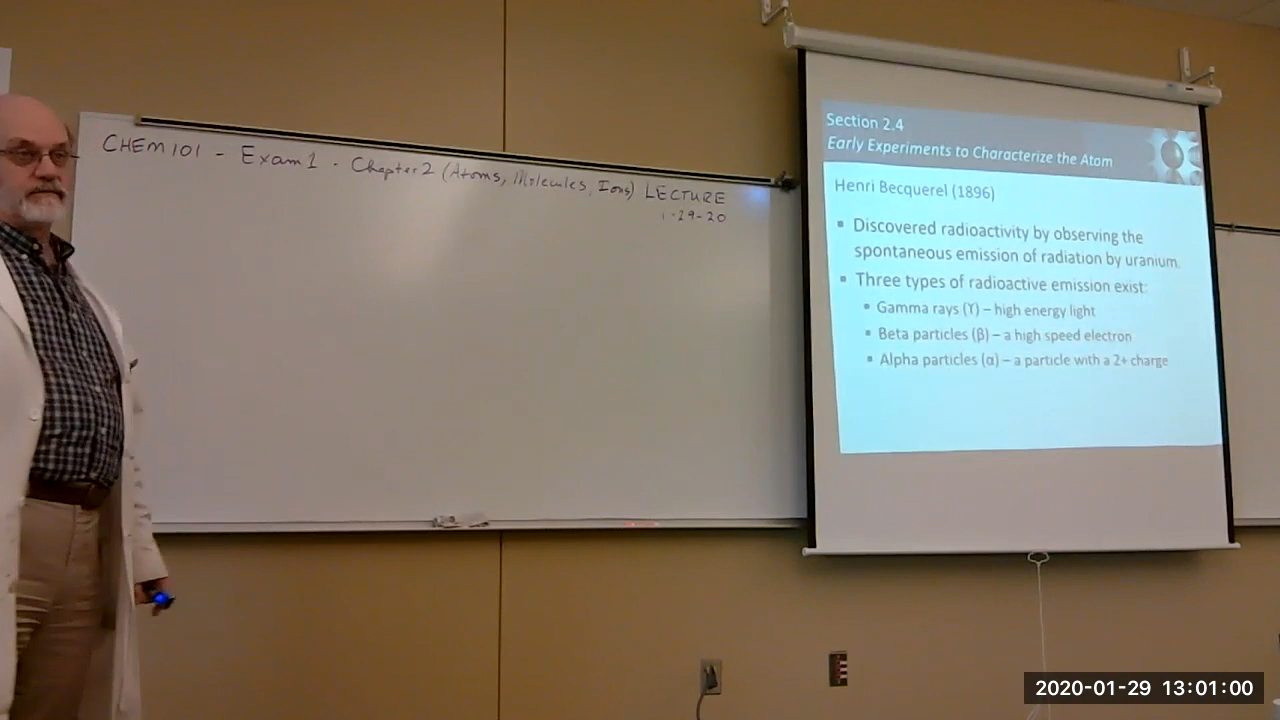 CHEM 101 - Exam 1 - Chapter 2 (Atoms, Molecules, Ions) LECTURE
1-29-20
Section 2.4
Early Experiments to Characterize the Atom
Henri Becquerel (1896)
▪ Discovered radioactivity by observing the
spontaneous emission of radiation by uranium.
▪ Three types of radioactive emission exist:
▪ Gamma rays (ϒ) – high energy light
▪ Beta particles (β) – a high speed electron
▪ Alpha particles (α) – a particle with a 2+ charge
2020-01-29 13:01:00